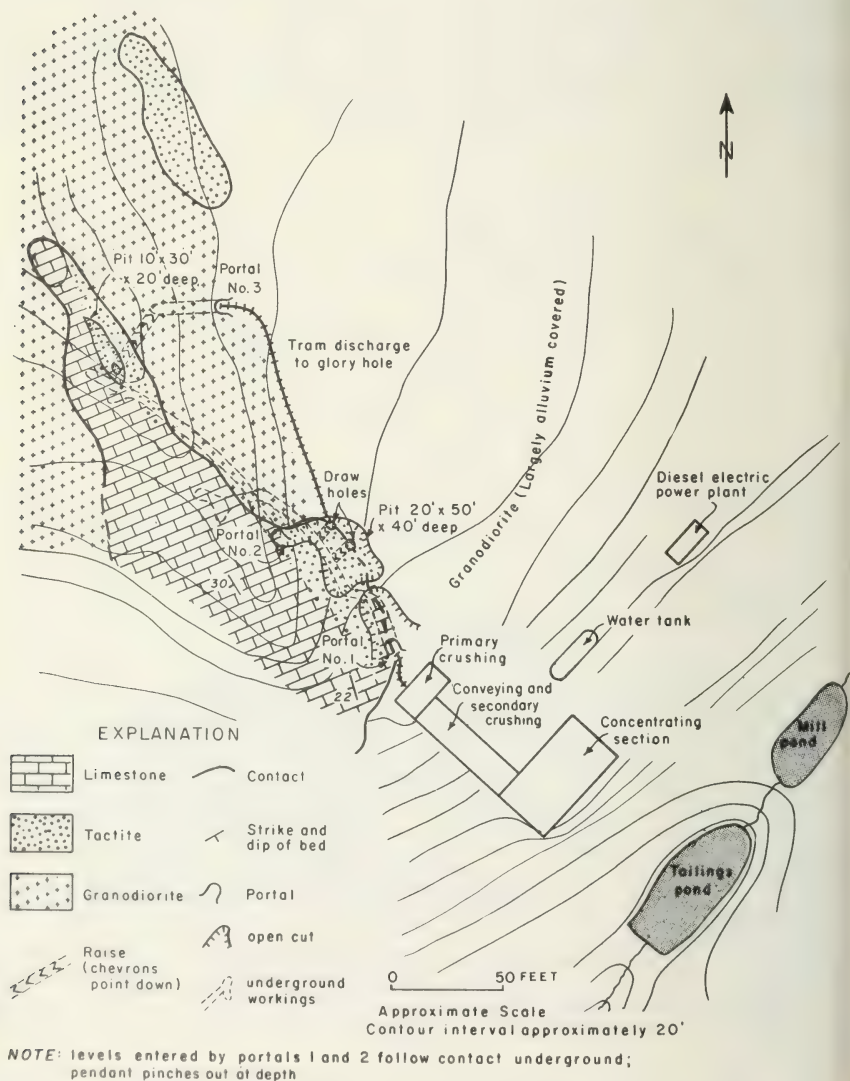 N
Pit 10'x 30'
x 20' deep
Portal
No. 3
Tram discharge
to glory hole
Granodiorite (Largely alluvium covered)
Draw
holes
Pit 20' x 50'
x 40' deep
Diesel electric
power plant
Portal
No. 2
30
Water tank
Portal
No. 1
Primary
crushing
22
Conveying and
secondary
crushing
Concentrating
section
Mill
pond
Tailings
pond
EXPLANATION
Limestone
Contact
Tactite
Strike and
dip of bed
Granodiorite
Portal
open cut
Raise
(chevrons
point down)
underground
workings
0 50 FEET
Approximate Scale
Contour interval approximately 20'
NOTE: levels entered by portals 1 and 2 follow contact underground;
pendant pinches out at depth